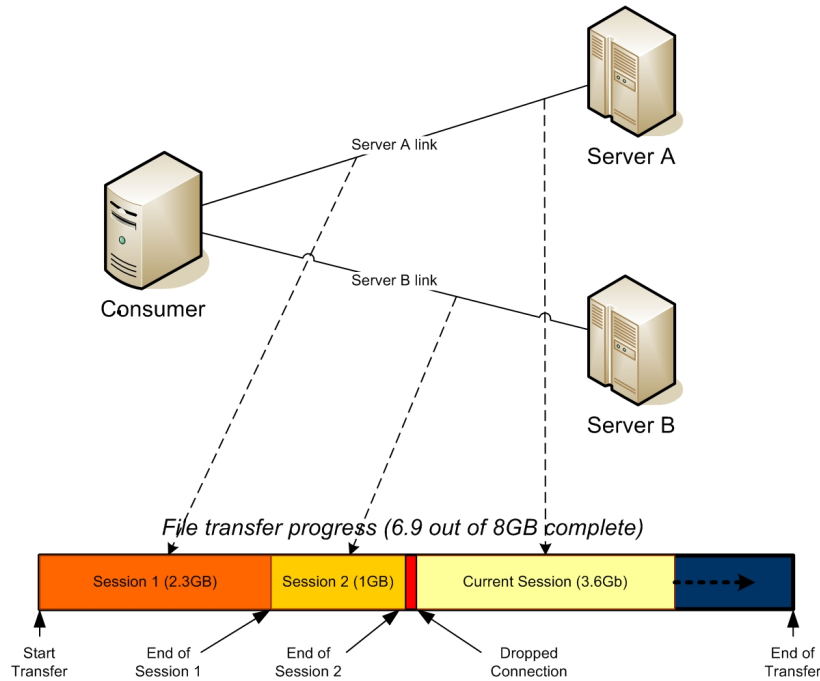 Server A link
Server A
Consumer
Server B link
Server B
File transfer progress (6.9 out of 8GB complete)
Session 1 (2.3GB)
Session 2 (1GB)
Current Session (3.6Gb)
Start
Transfer
End of
Session 1
End of
Session 2
Dropped
Connection
End of
Transfer